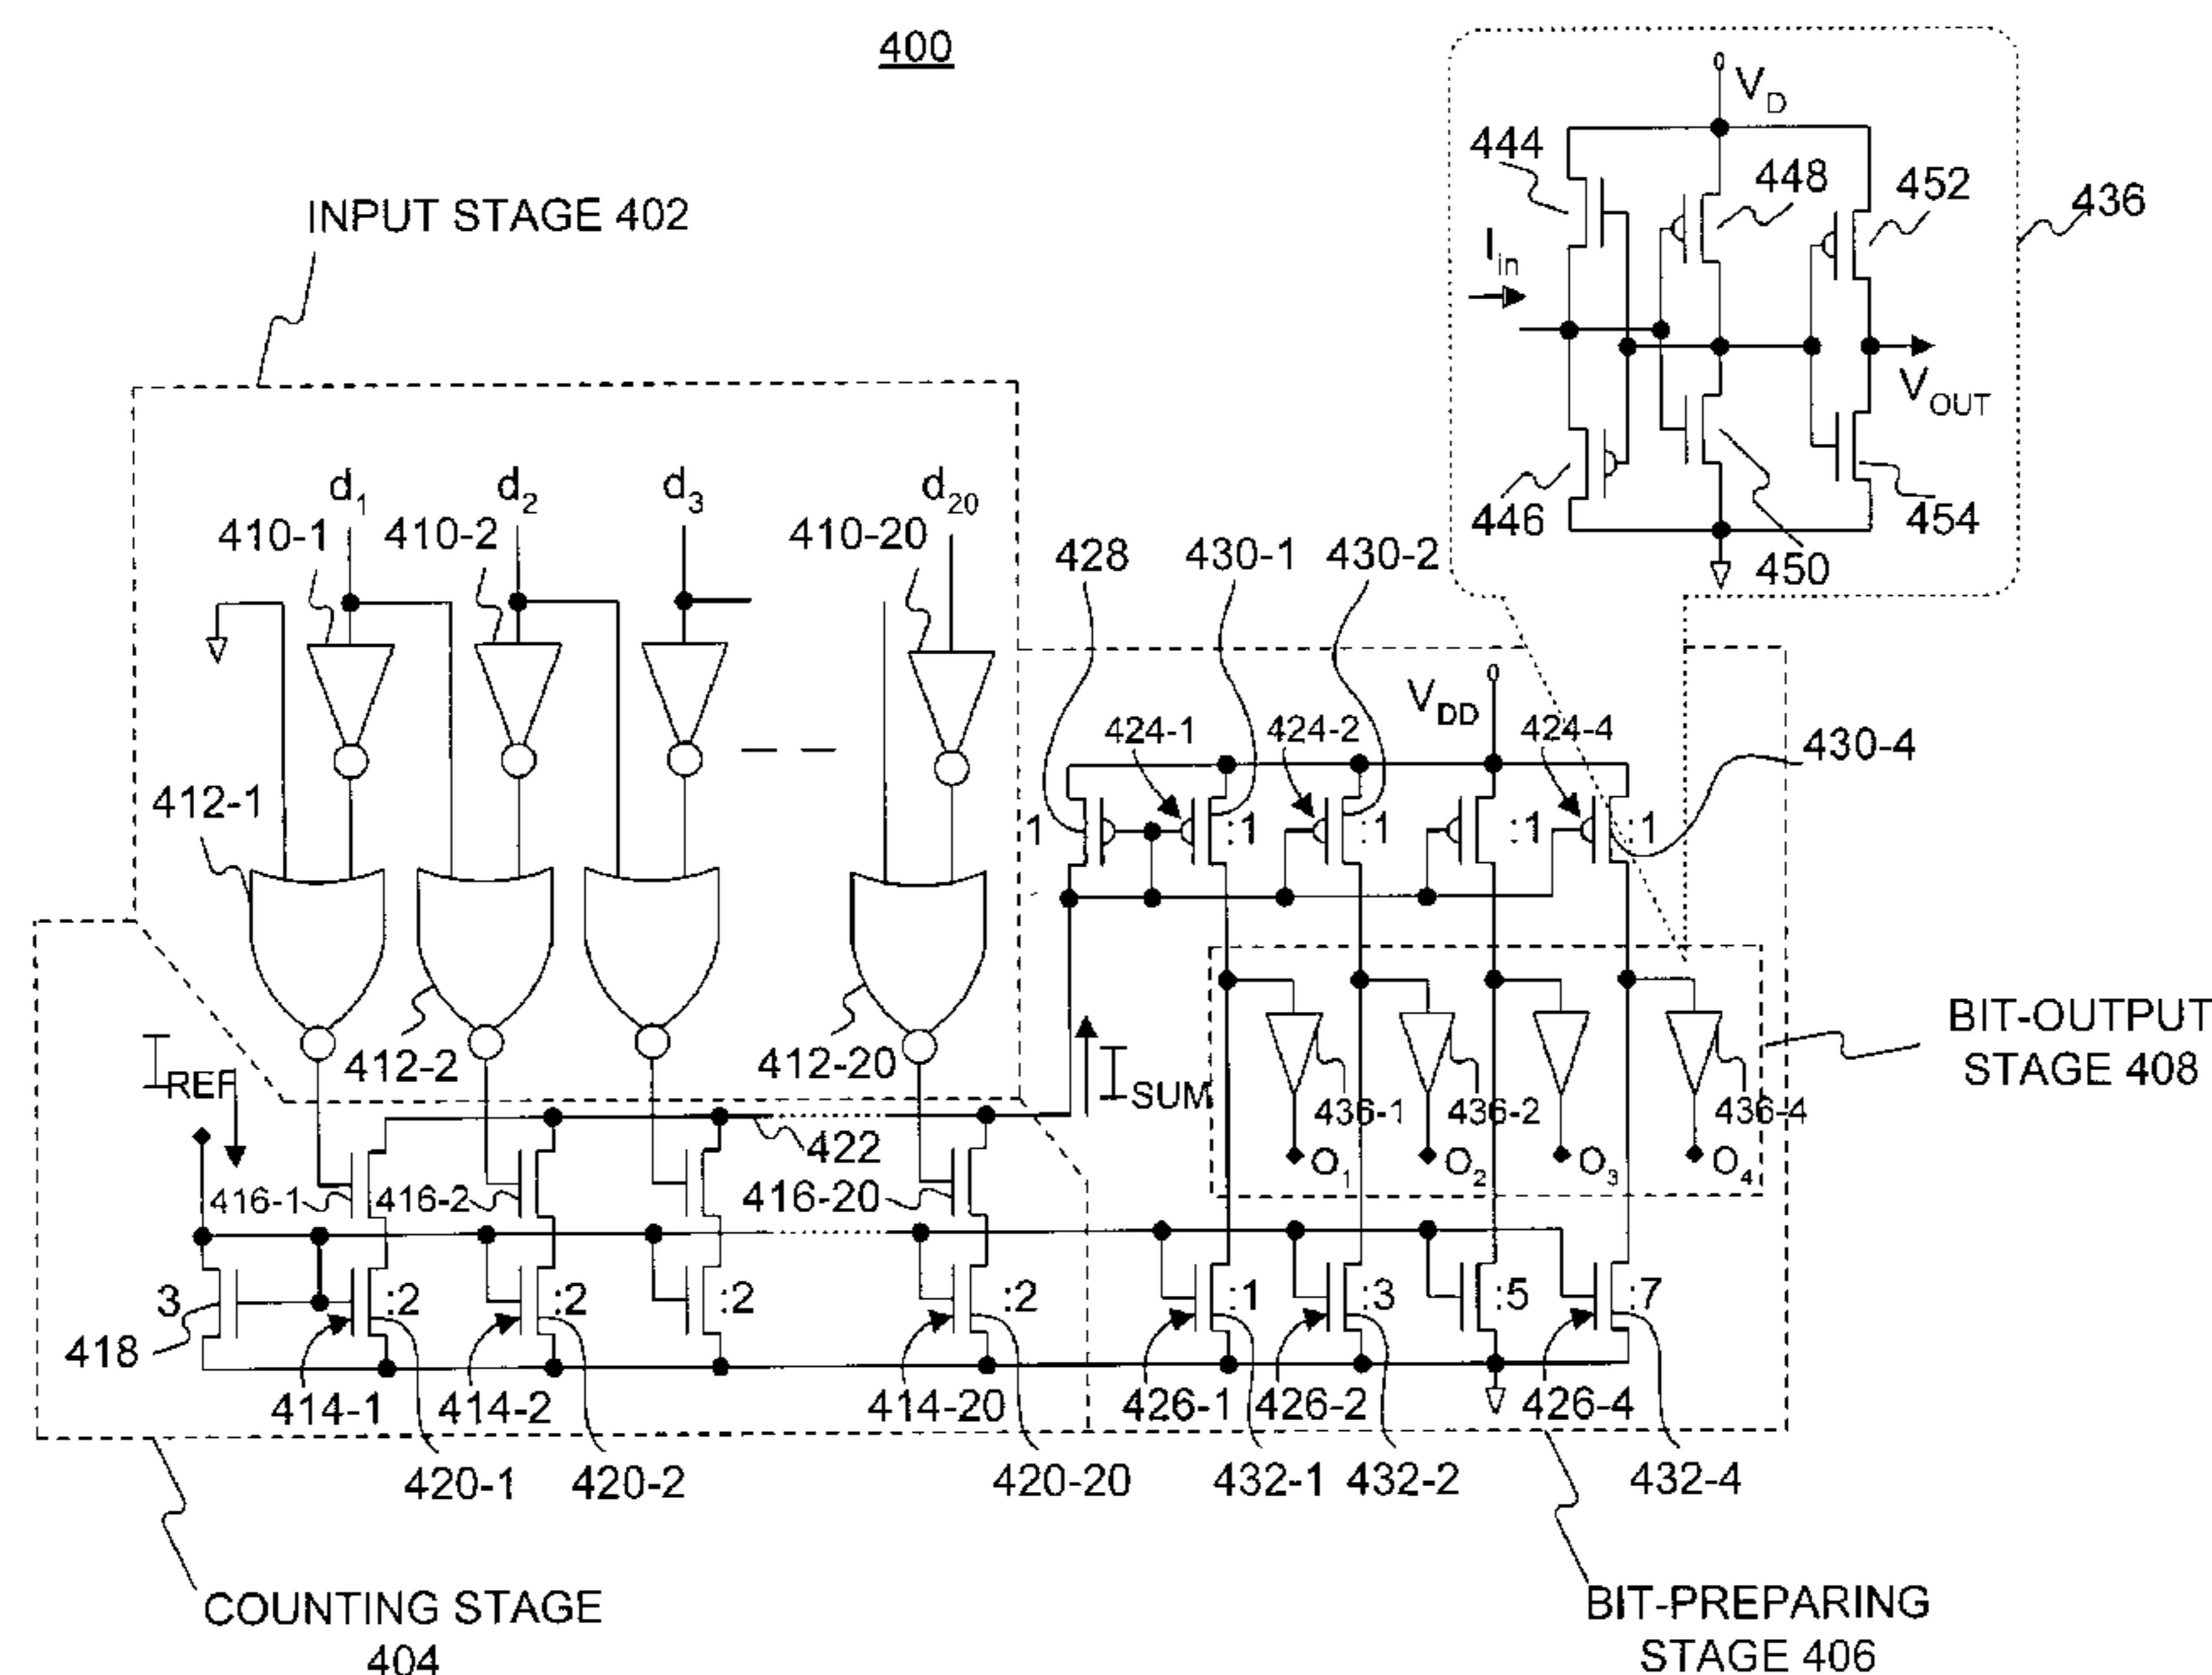 400
V_D
444
448
452
436
INPUT STAGE 402
I_in
V_OUT
d_1
d_2
d_3
d_20
446
454
410-1
410-2
410-20
428
430-1
430-2
450
V_DD
424-1
424-2
424-4
430-4
412-1
1
:1
:1
:1
:1
BIT-OUTPUT
STAGE 408
412-2
412-20
I_REF
I_SUM
436-1
436-2
436-4
422
O_1
O_2
O_3
O_4
416-1
416-2
416-20
3
:2
:2
:2
:2
:1
:3
:5
:7
418
414-1
414-2
414-20
426-1
426-2
426-4
420-1
420-2
420-20
432-1
432-2
432-4
COUNTING STAGE
404
BIT-PREPARING
STAGE 406